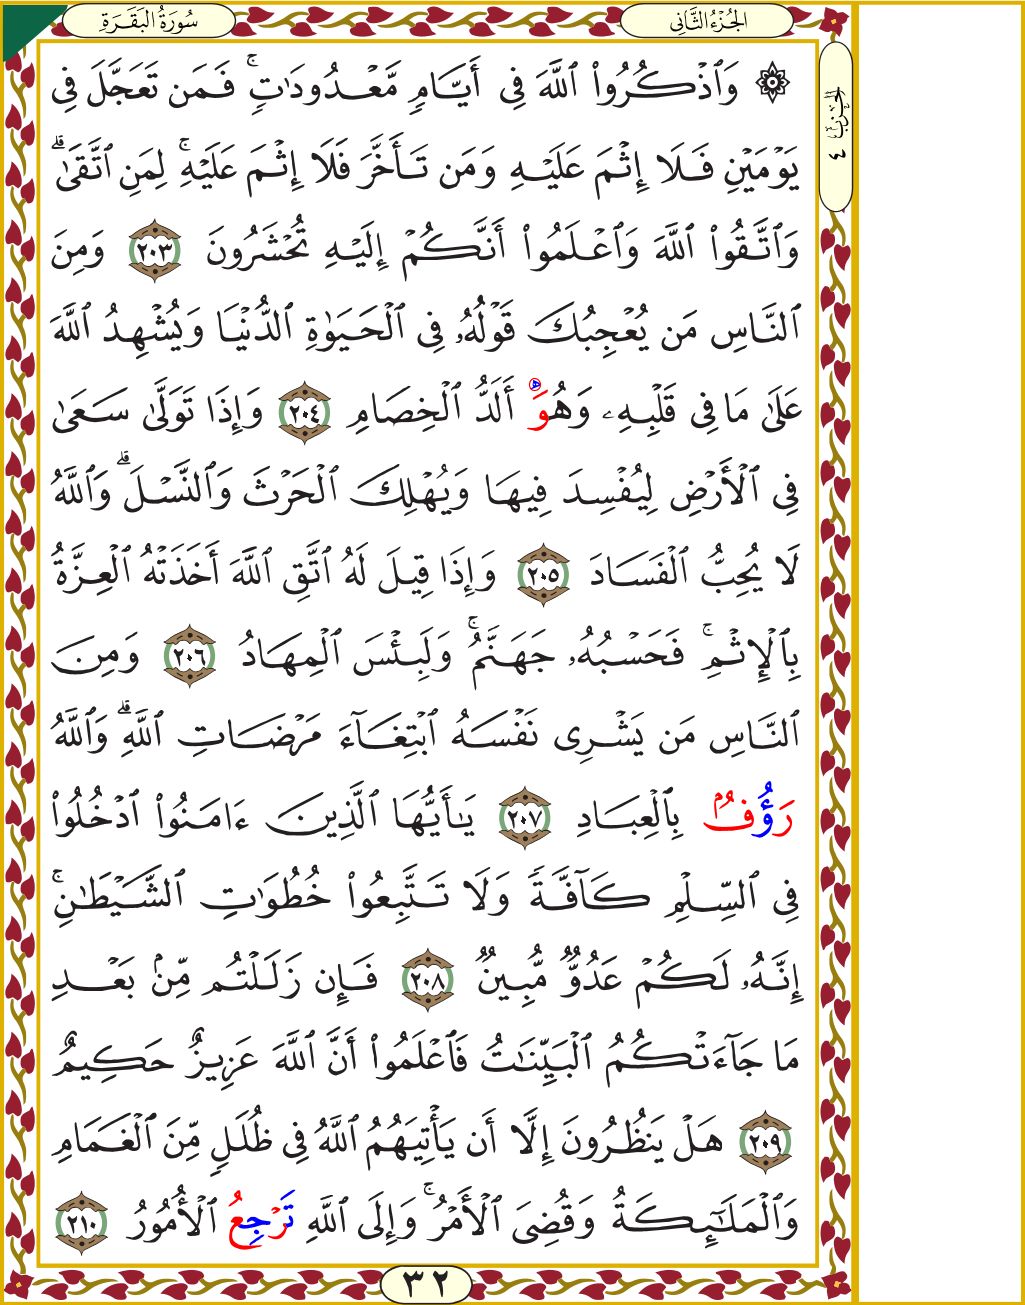 سُورَةُ البَقَرَةِ
الجُزْءُ الثَّانِي
الحزب ٤
۞ وَٱذْكُرُوا۟ ٱللَّهَ فِىٓ أَيَّامٍۢ مَّعْدُودَٰتٍۢ ۚ فَمَن تَعَجَّلَ فِى
يَوْمَيْنِ فَلَآ إِثْمَ عَلَيْهِ وَمَن تَأَخَّرَ فَلَآ إِثْمَ عَلَيْهِ ۚ لِمَنِ ٱتَّقَىٰ ۗ
وَٱتَّقُوا۟ ٱللَّهَ وَٱعْلَمُوٓا۟ أَنَّكُمْ إِلَيْهِ تُحْشَرُونَ ٢٠٣ وَمِنَ
ٱلنَّاسِ مَن يُعْجِبُكَ قَوْلُهُۥ فِى ٱلْحَيَوٰةِ ٱلدُّنْيَا وَيُشْهِدُ ٱللَّهَ
عَلَىٰ مَا فِى قَلْبِهِۦ وَهُوَ أَلَدُّ ٱلْخِصَامِ ٢٠٤ وَإِذَا تَوَلَّىٰ سَعَىٰ
فِى ٱلْأَرْضِ لِيُفْسِدَ فِيهَا وَيُهْلِكَ ٱلْحَرْثَ وَٱلنَّسْلَ ۗ وَٱللَّهُ
لَا يُحِبُّ ٱلْفَسَادَ ٢٠٥ وَإِذَا قِيلَ لَهُ ٱتَّقِ ٱللَّهَ أَخَذَتْهُ ٱلْعِزَّةُ
بِٱلْإِثْمِ ۚ فَحَسْبُهُۥ جَهَنَّمُ ۚ وَلَبِئْسَ ٱلْمِهَادُ ٢٠٦ وَمِنَ
ٱلنَّاسِ مَن يَشْرِى نَفْسَهُ ٱبْتِغَآءَ مَرْضَاتِ ٱللَّهِ ۗ وَٱللَّهُ
رَؤُفٌۢ بِٱلْعِبَادِ ٢٠٧ يَٰٓأَيُّهَا ٱلَّذِينَ ءَامَنُوا۟ ٱدْخُلُوا۟
فِى ٱلسِّلْمِ كَآفَّةً وَلَا تَتَّبِعُوا۟ خُطُوَٰتِ ٱلشَّيْطَٰنِ ۚ
إِنَّهُۥ لَكُمْ عَدُوٌّ مُّبِينٌ ٢٠٨ فَإِن زَلَلْتُم مِّنۢ بَعْدِ
مَا جَآءَتْكُمُ ٱلْبَيِّنَٰتُ فَٱعْلَمُوٓا۟ أَنَّ ٱللَّهَ عَزِيزٌ حَكِيمٌ
٢٠٩ هَلْ يَنظُرُونَ إِلَّآ أَن يَأْتِيَهُمُ ٱللَّهُ فِى ظُلَلٍ مِّنَ ٱلْغَمَامِ
وَٱلْمَلَٰٓئِكَةُ وَقُضِىَ ٱلْأَمْرُ ۚ وَإِلَى ٱللَّهِ تَرْجِعُ ٱلْأُمُورُ ٢١٠
٣٢